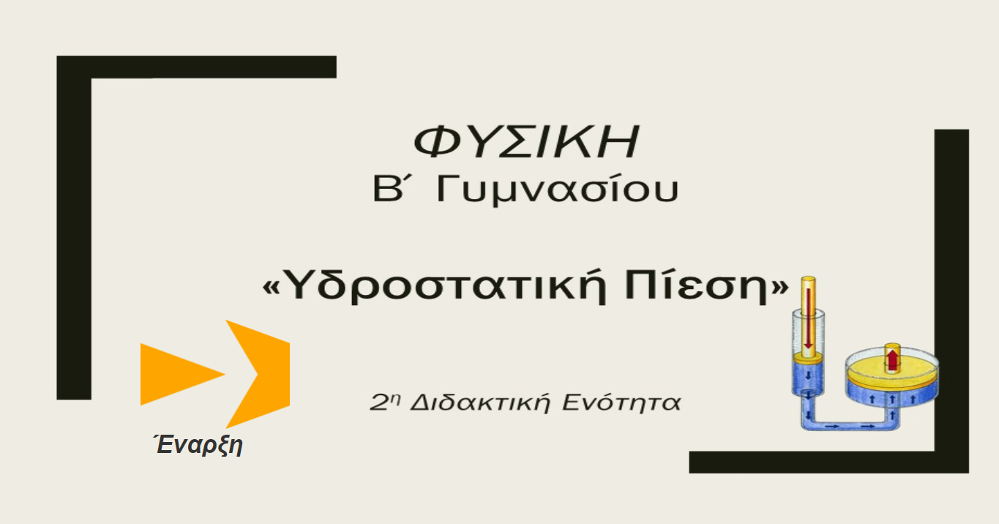 ΦΥΣΙΚΗ
Β΄ Γυμνασίου
«Υδροστατική Πίεση»
2η Διδακτική Ενότητα
Έναρξη